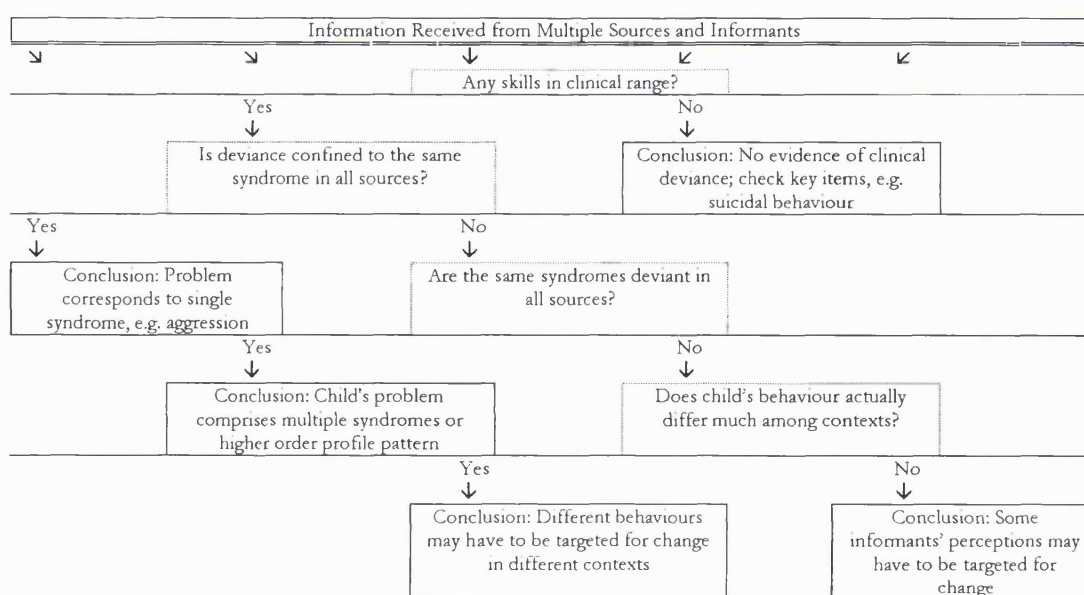 Information Received from Multiple Sources and Informants
Any skills in clinical range?
Yes
No
Is deviance confined to the same
syndrome in all sources?
Conclusion: No evidence of clinical
deviance; check key items, e.g.
suicidal behaviour
Yes
No
Conclusion: Problem
corresponds to single
syndrome, e.g. aggression
Are the same syndromes deviant in
all sources?
Yes
No
Conclusion: Child's problem
comprises multiple syndromes or
higher order profile pattern
Does child's behaviour actually
differ much among contexts?
Yes
No
Conclusion: Different behaviours
may have to be targeted for change
in different contexts
Conclusion: Some
informants' perceptions may
have to be targeted for
change